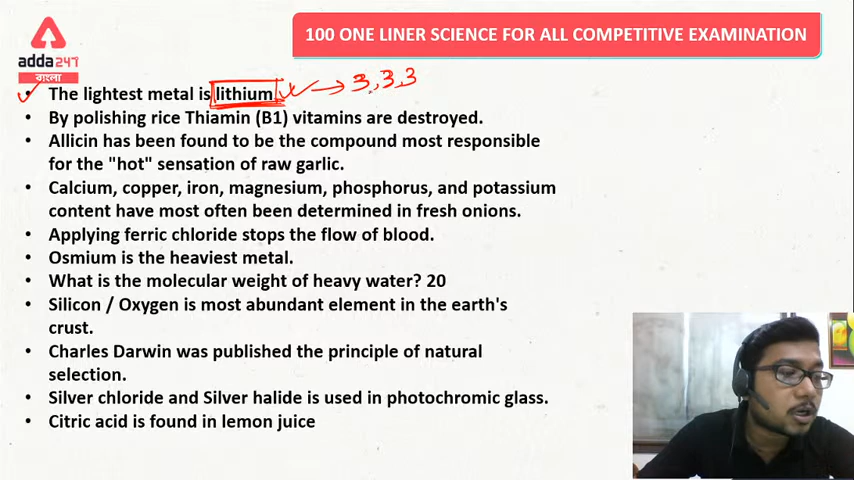 100 ONE LINER SCIENCE FOR ALL COMPETITIVE EXAMINATION
adda247
বাংলা
• The lightest metal is lithium → 3,3,3
• By polishing rice Thiamin (B1) vitamins are destroyed.
• Allicin has been found to be the compound most responsible
for the "hot" sensation of raw garlic.
• Calcium, copper, iron, magnesium, phosphorus, and potassium
content have most often been determined in fresh onions.
• Applying ferric chloride stops the flow of blood.
• Osmium is the heaviest metal.
• What is the molecular weight of heavy water? 20
• Silicon / Oxygen is most abundant element in the earth's
crust.
• Charles Darwin was published the principle of natural
selection.
• Silver chloride and Silver halide is used in photochromic glass.
• Citric acid is found in lemon juice